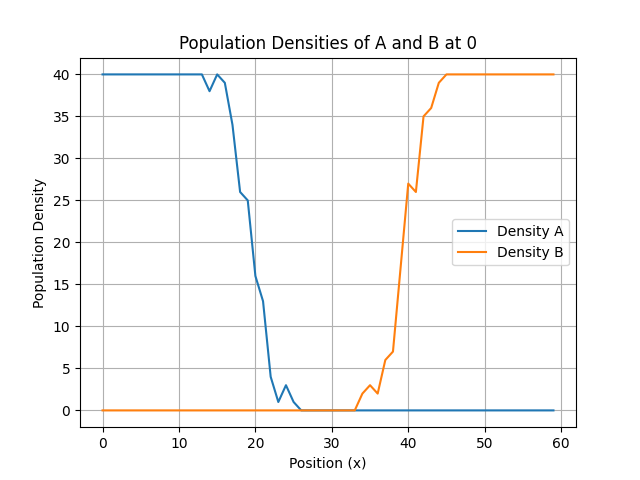 Population Densities of A and B at 0
Population Density
40
35
30
25
20
15
10
5
0
Density A
Density B
0 10 20 30 40 50 60
Position (x)